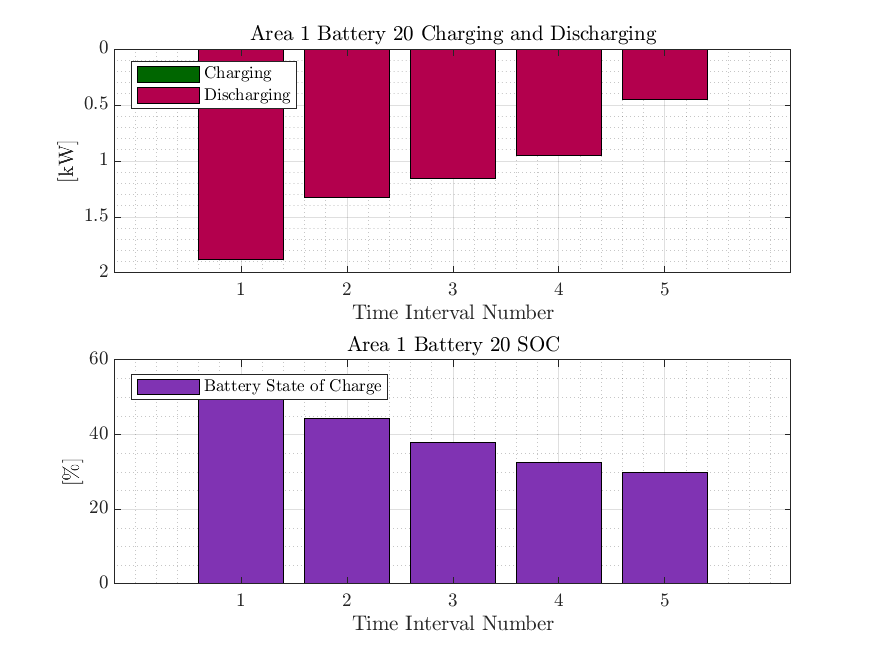 Area 1 Battery 20 Charging and Discharging
0
0.5
1
1.5
2
[kW]
Charging
Discharging
1 2 3 4 5
Time Interval Number
Area 1 Battery 20 SOC
60
40
20
0
[%]
Battery State of Charge
1 2 3 4 5
Time Interval Number